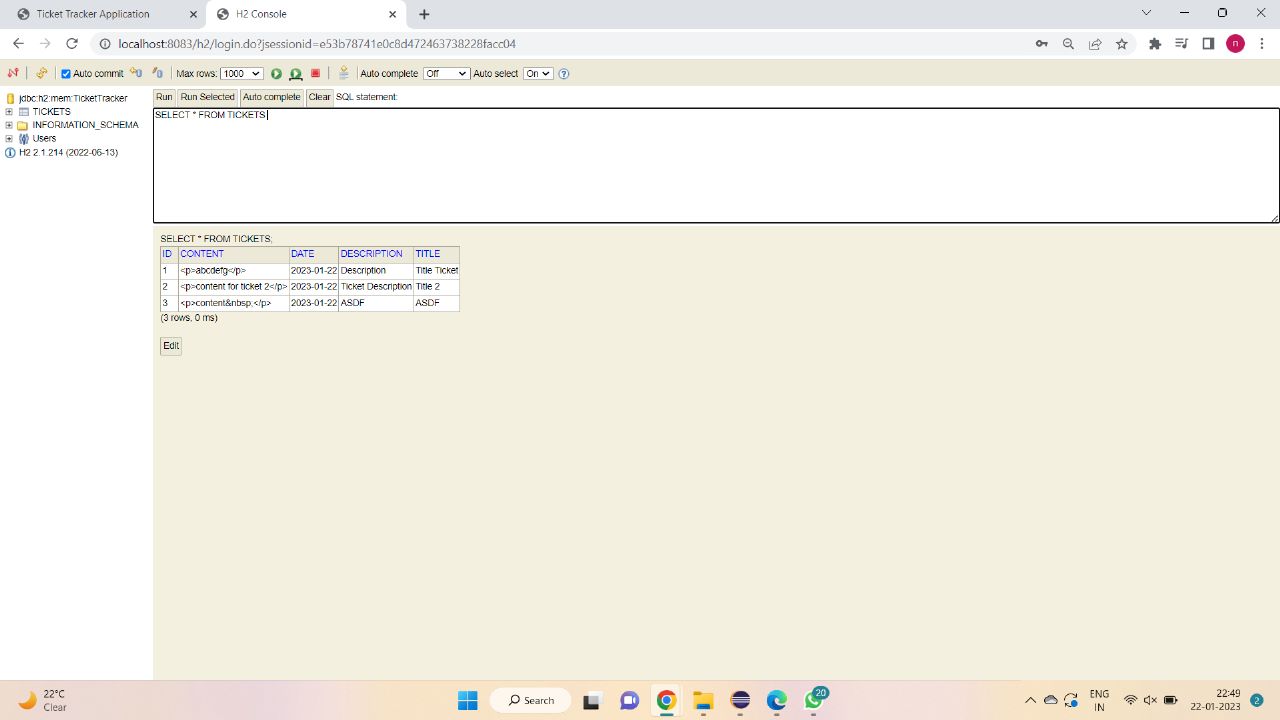 Ticket Tracker Application
H2 Console
localhost:8083/h2/login.do?jsessionid=e53b78741e0c8d472463738228facc04
n
Auto commit Max rows: 1000 Auto complete Off Auto select On
jdbc:h2:mem:TicketTracker
TICKETS
INFORMATION_SCHEMA
Users
H2 2.1.214 (2022-06-13)
Run Run Selected Auto complete Clear SQL statement:
SELECT * FROM TICKETS
SELECT * FROM TICKETS;
ID CONTENT DATE DESCRIPTION TITLE
1 <p>abcdefg</p> 2023-01-22 Description Title Ticket
2 <p>content for ticket 2</p> 2023-01-22 Ticket Description Title 2
3 <p>content&nbsp;</p> 2023-01-22 ASDF ASDF
(3 rows, 0 ms)
Edit
22°C
Clear
Search
20
ENG
IN
22:49
22-01-2023
2